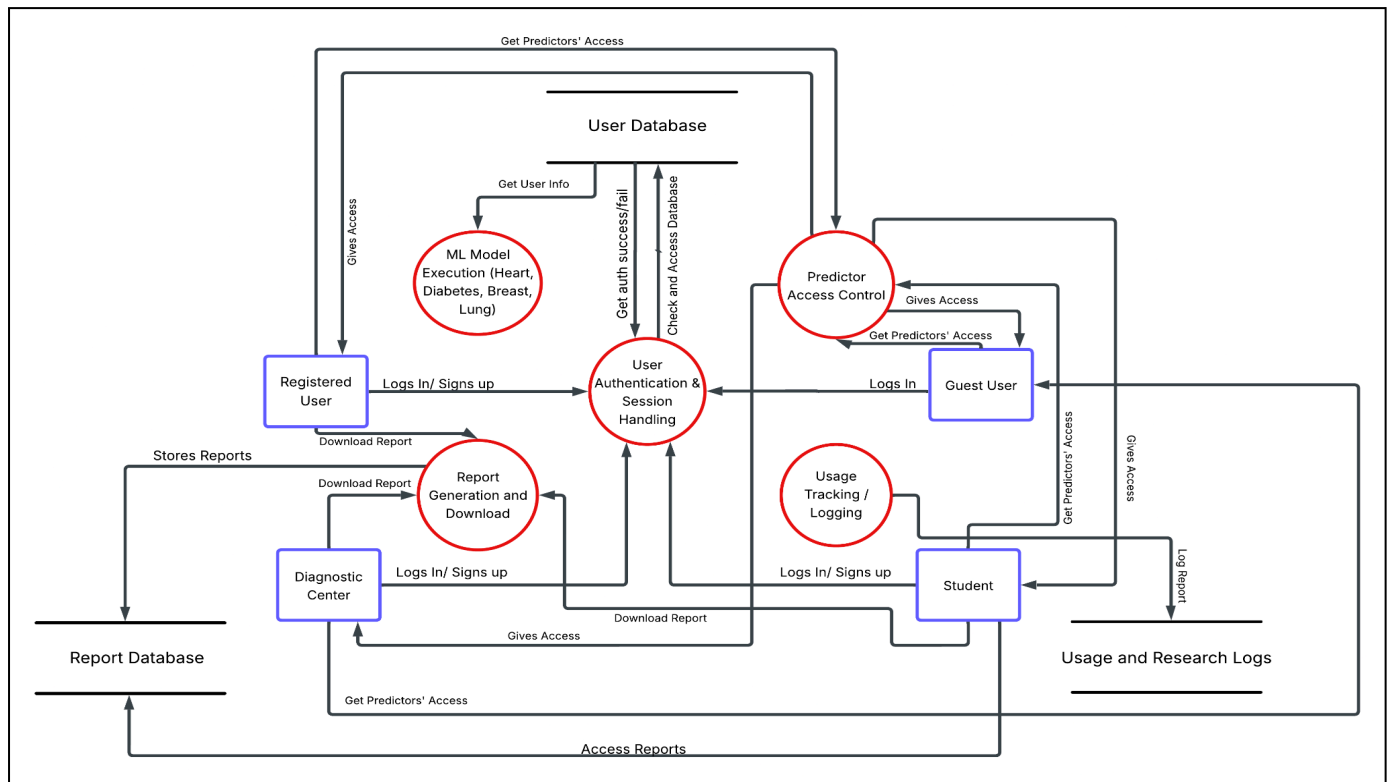 Get Predictors' Access
User Database
Get User Info
Get auth success/fail
Check and Access Database
Gives Access
ML Model
Execution (Heart,
Diabetes, Breast,
Lung)
Predictor
Access Control
Gives Access
Get Predictors' Access
Registered
User
Logs In/ Signs up
User
Authentication &
Session
Handling
Logs In
Guest User
Download Report
Stores Reports
Download Report
Report
Generation and
Download
Usage
Tracking /
Logging
Get Predictors' Access
Gives Access
Diagnostic
Center
Logs In/ Signs up
Logs In/ Signs up
Student
Log Report
Download Report
Gives Access
Report Database
Usage and Research Logs
Get Predictors' Access
Access Reports